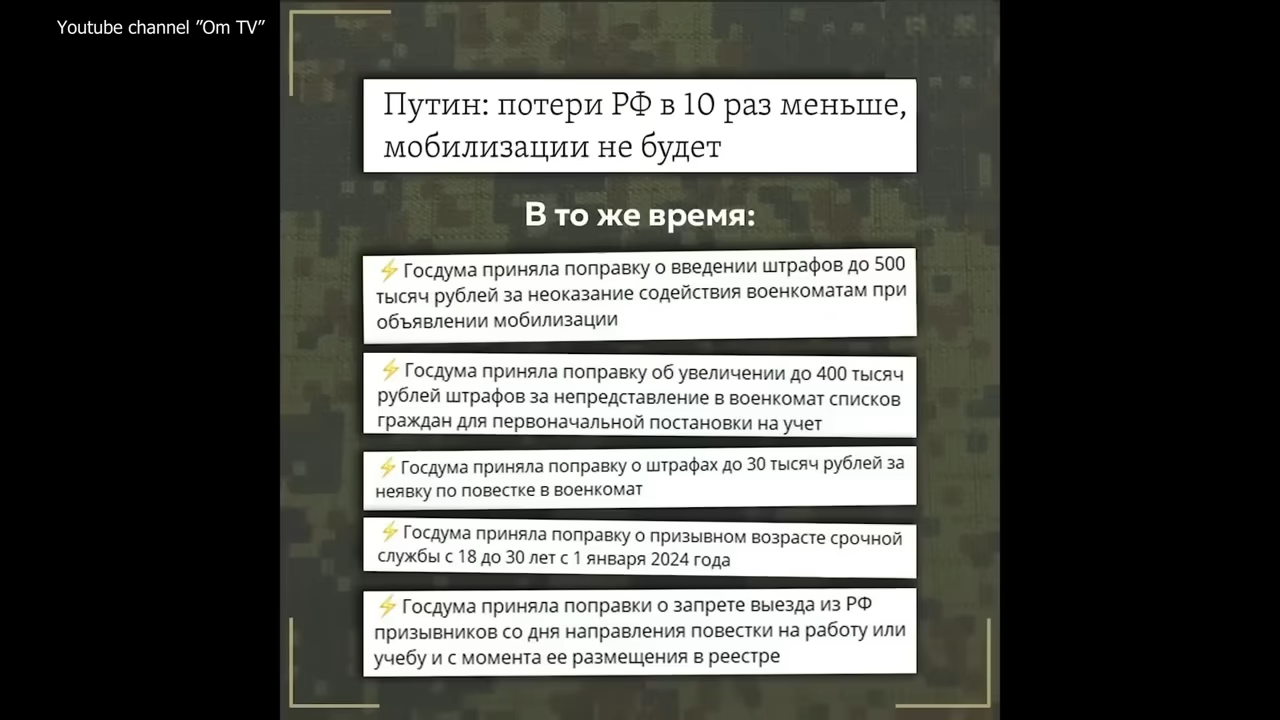 Youtube channel "Om TV"
Путин: потери РФ в 10 раз меньше,
мобилизации не будет
В то же время:
⚡Госдума приняла поправку о введении штрафов до 500
тысяч рублей за неоказание содействия военкоматам при
объявлении мобилизации
⚡Госдума приняла поправку об увеличении до 400 тысяч
рублей штрафов за непредставление в военкомат списков
граждан для первоначальной постановки на учет
⚡Госдума приняла поправку о штрафах до 30 тысяч рублей за
неявку по повестке в военкомат
⚡Госдума приняла поправку о призывном возрасте срочной
службы с 18 до 30 лет с 1 января 2024 года
⚡Госдума приняла поправки о запрете выезда из РФ
призывников со дня направления повестки на работу или
учебу и с момента ее размещения в реестре